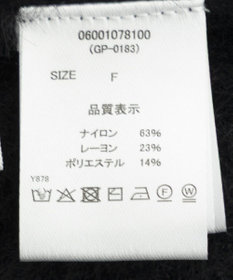 06001078100
(GP-0183)
SIZE F
品質表示
ナイロン 63%
レーヨン 23%
ポリエステル 14%
Y878
F W